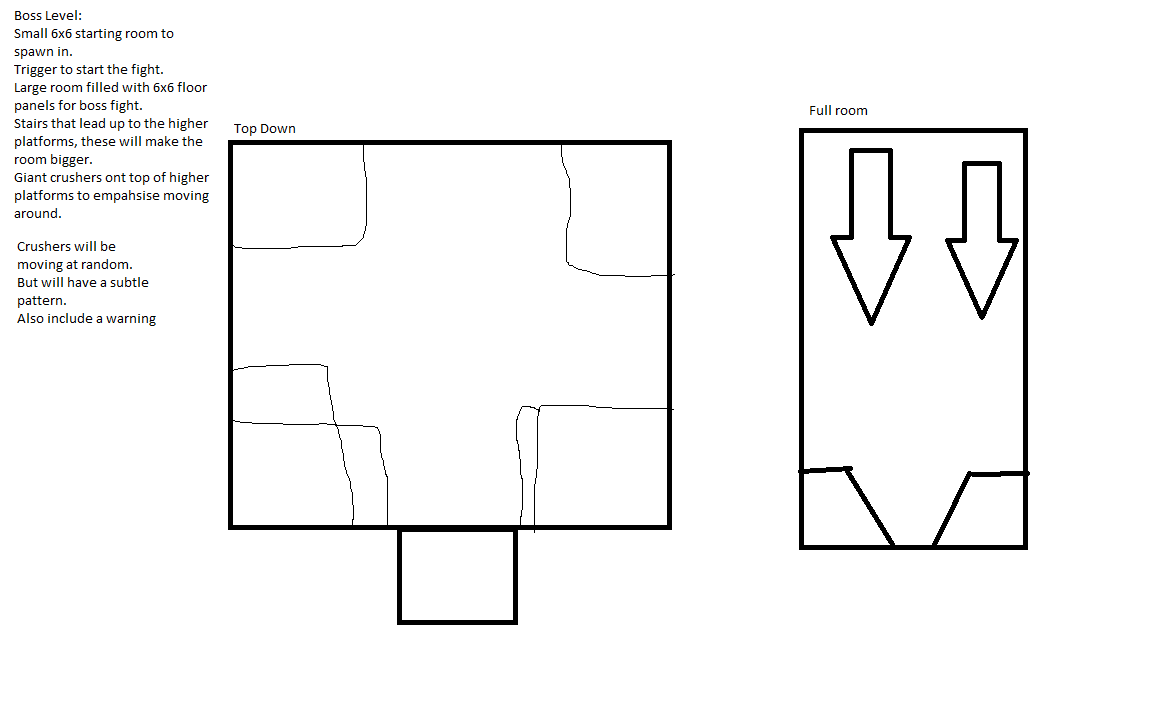 Boss Level:
Small 6x6 starting room to
spawn in.
Trigger to start the fight.
Large room filled with 6x6 floor
panels for boss fight.
Stairs that lead up to the higher
platforms, these will make the
room bigger.
Giant crushers ont top of higher
platforms to empahsise moving
around.
Crushers will be
moving at random.
But will have a subtle
pattern.
Also include a warning
Top Down
Full room